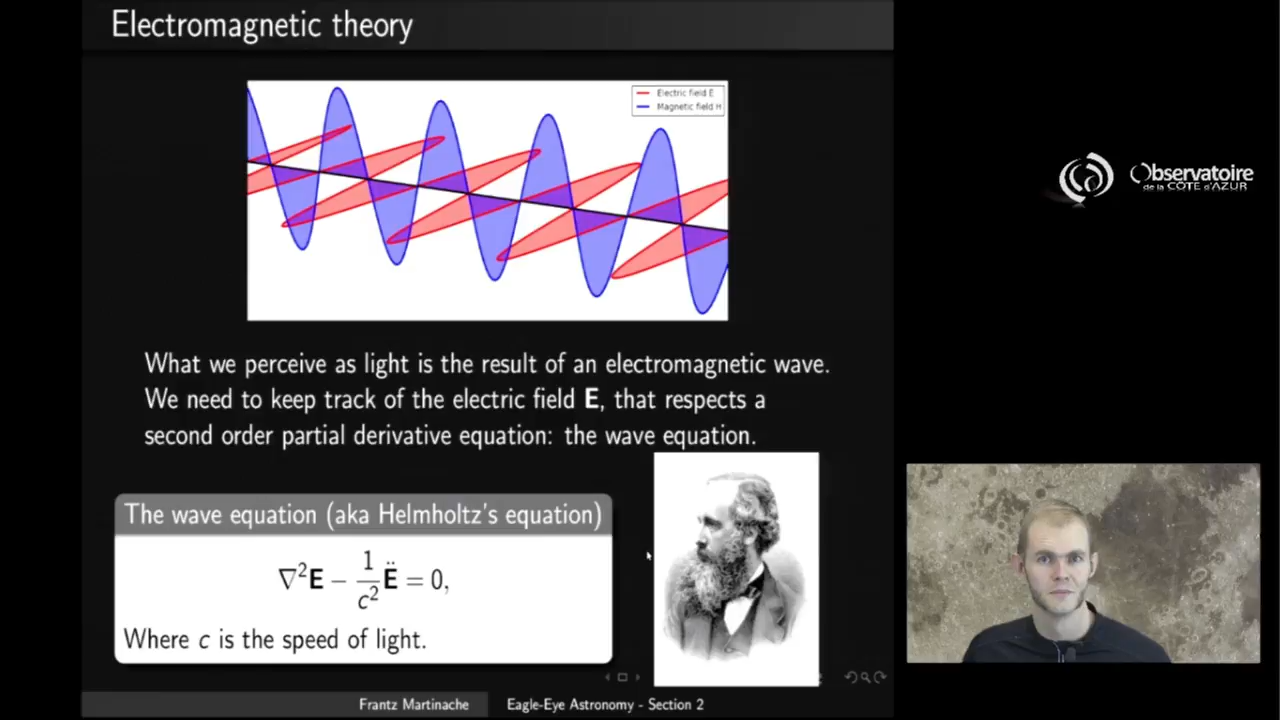 Electromagnetic theory
Electric field E
Magnetic field H
Observatoire
de la CÔTE d'AZUR
What we perceive as light is the result of an electromagnetic wave.
We need to keep track of the electric field E, that respects a
second order partial derivative equation: the wave equation.
The wave equation (aka Helmholtz's equation)
∇²E − 1/c² Ë = 0,
Where c is the speed of light.
Frantz Martinache
Eagle-Eye Astronomy - Section 2